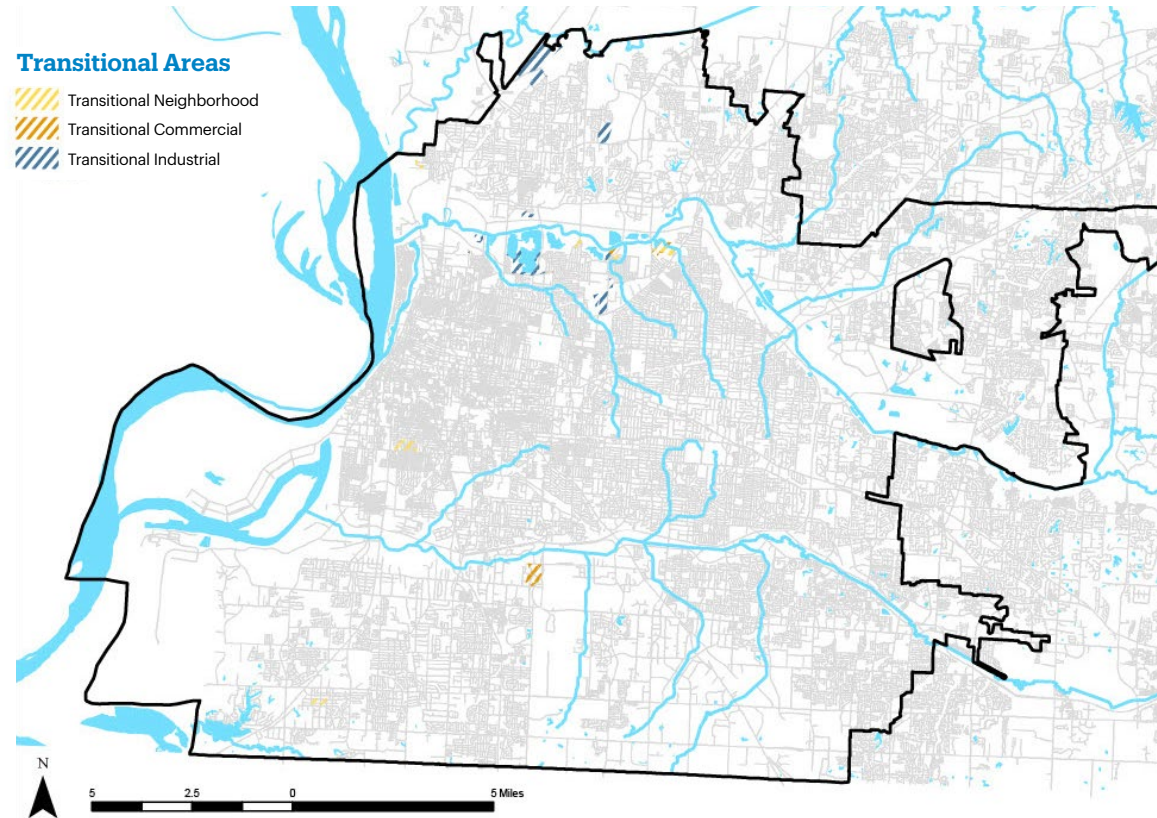 Transitional Areas
Transitional Neighborhood
Transitional Commercial
Transitional Industrial
N
5 2.5 0 5 Miles